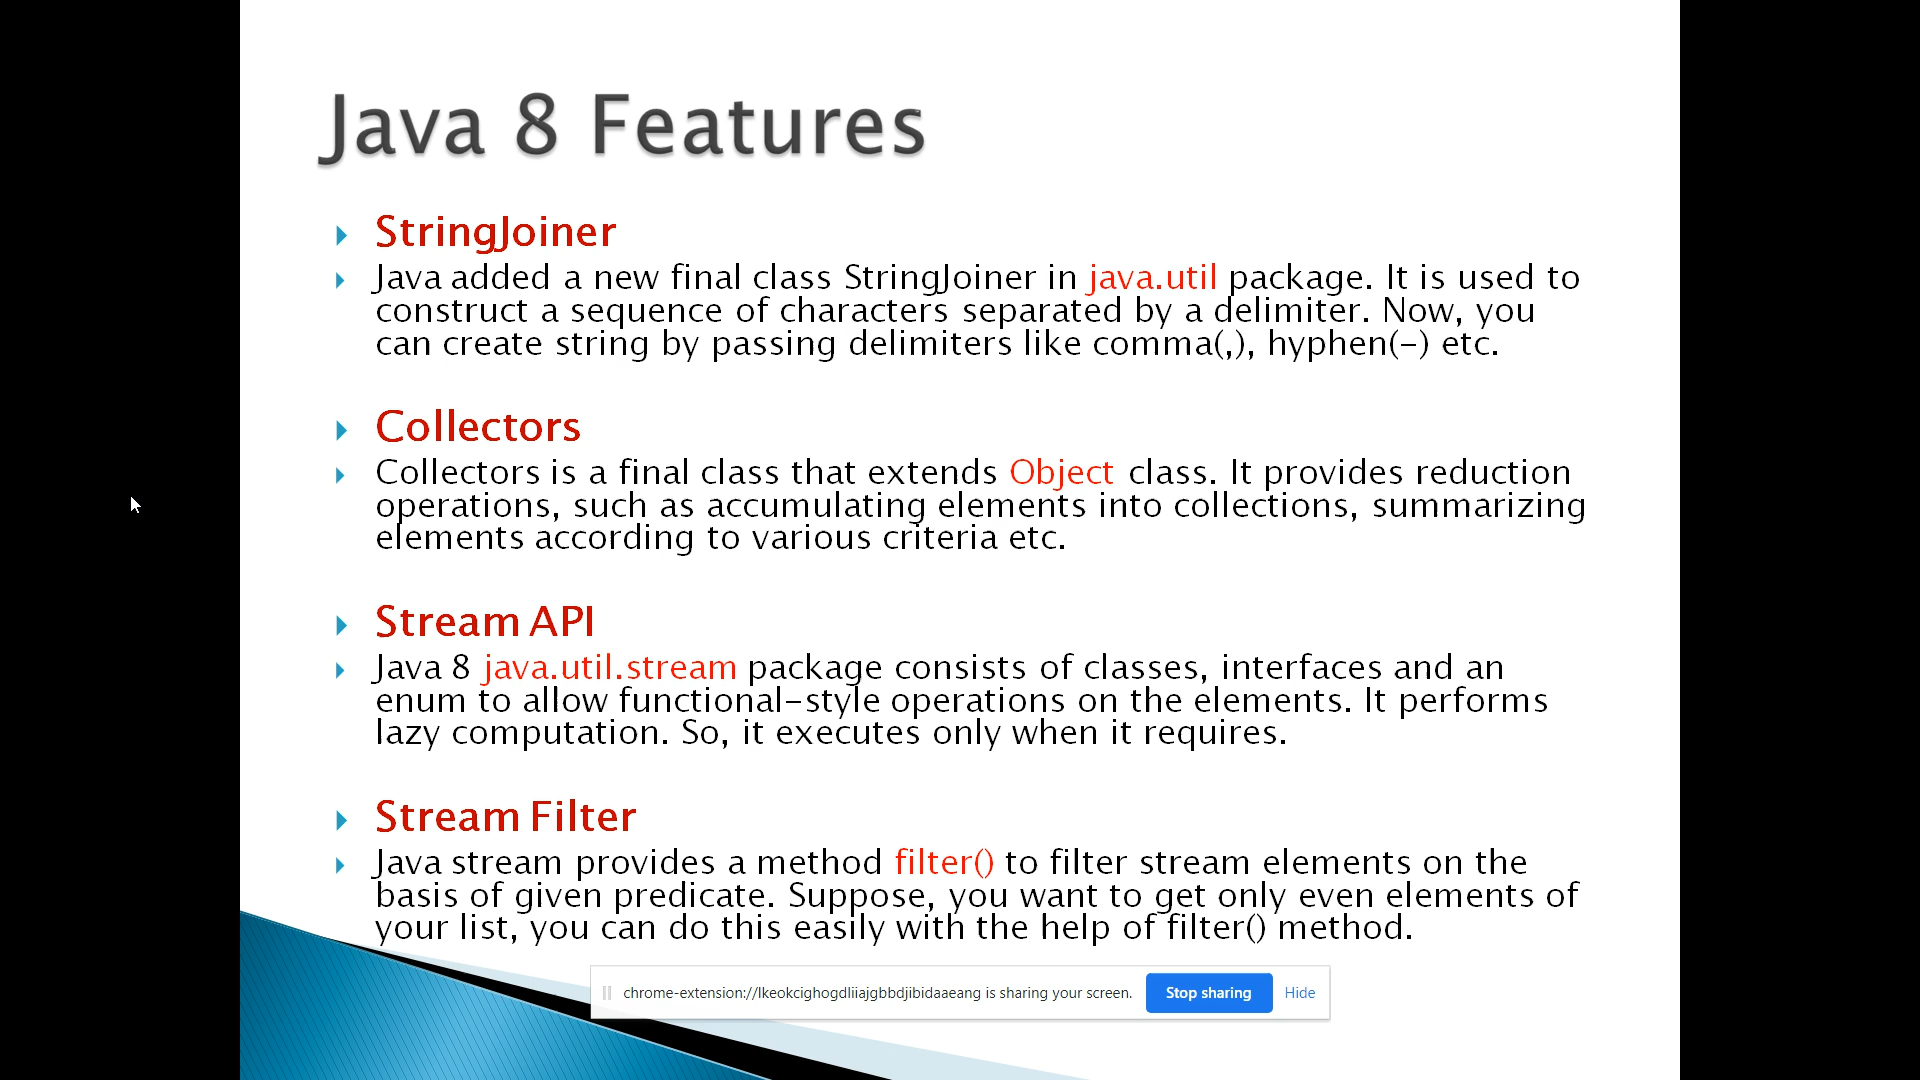 Java 8 Features
StringJoiner
Java added a new final class StringJoiner in java.util package. It is used to
construct a sequence of characters separated by a delimiter. Now, you
can create string by passing delimiters like comma(,), hyphen(-) etc.
Collectors
Collectors is a final class that extends Object class. It provides reduction
operations, such as accumulating elements into collections, summarizing
elements according to various criteria etc.
Stream API
Java 8 java.util.stream package consists of classes, interfaces and an
enum to allow functional-style operations on the elements. It performs
lazy computation. So, it executes only when it requires.
Stream Filter
Java stream provides a method filter() to filter stream elements on the
basis of given predicate. Suppose, you want to get only even elements of
your list, you can do this easily with the help of filter() method.
chrome-extension://lkeokcighogdliiajgbbdjibidaaeang is sharing your screen. Stop sharing Hide